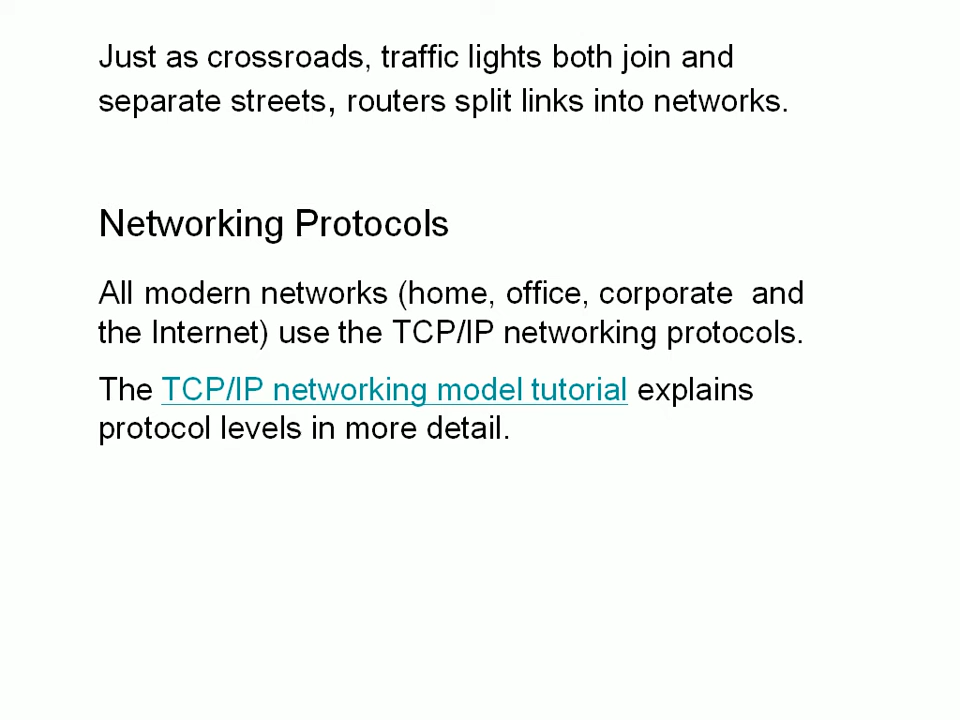 Just as crossroads, traffic lights both join and
separate streets, routers split links into networks.
Networking Protocols
All modern networks (home, office, corporate  and
the Internet) use the TCP/IP networking protocols.
The TCP/IP networking model tutorial explains
protocol levels in more detail.